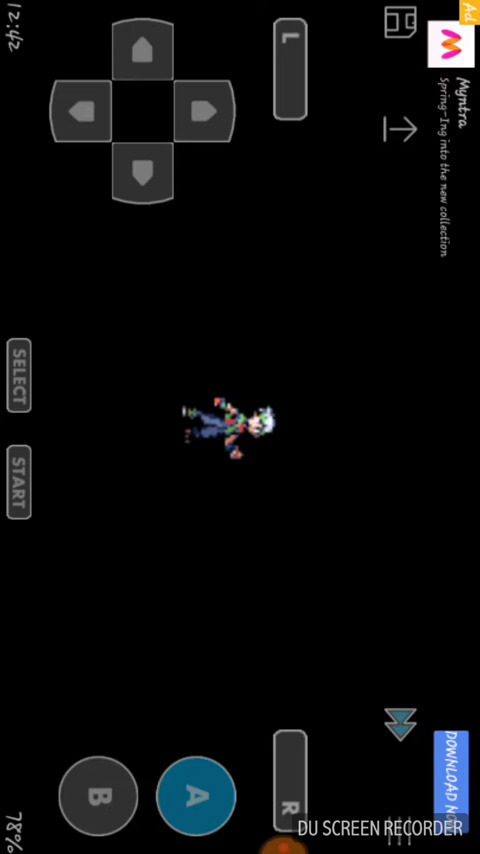 Ad
Myntra
Spring-Ing into the new collection
12:42
L
SELECT
START
DOWNLOAD NO
R
A
B
78%
DU SCREEN RECORDER